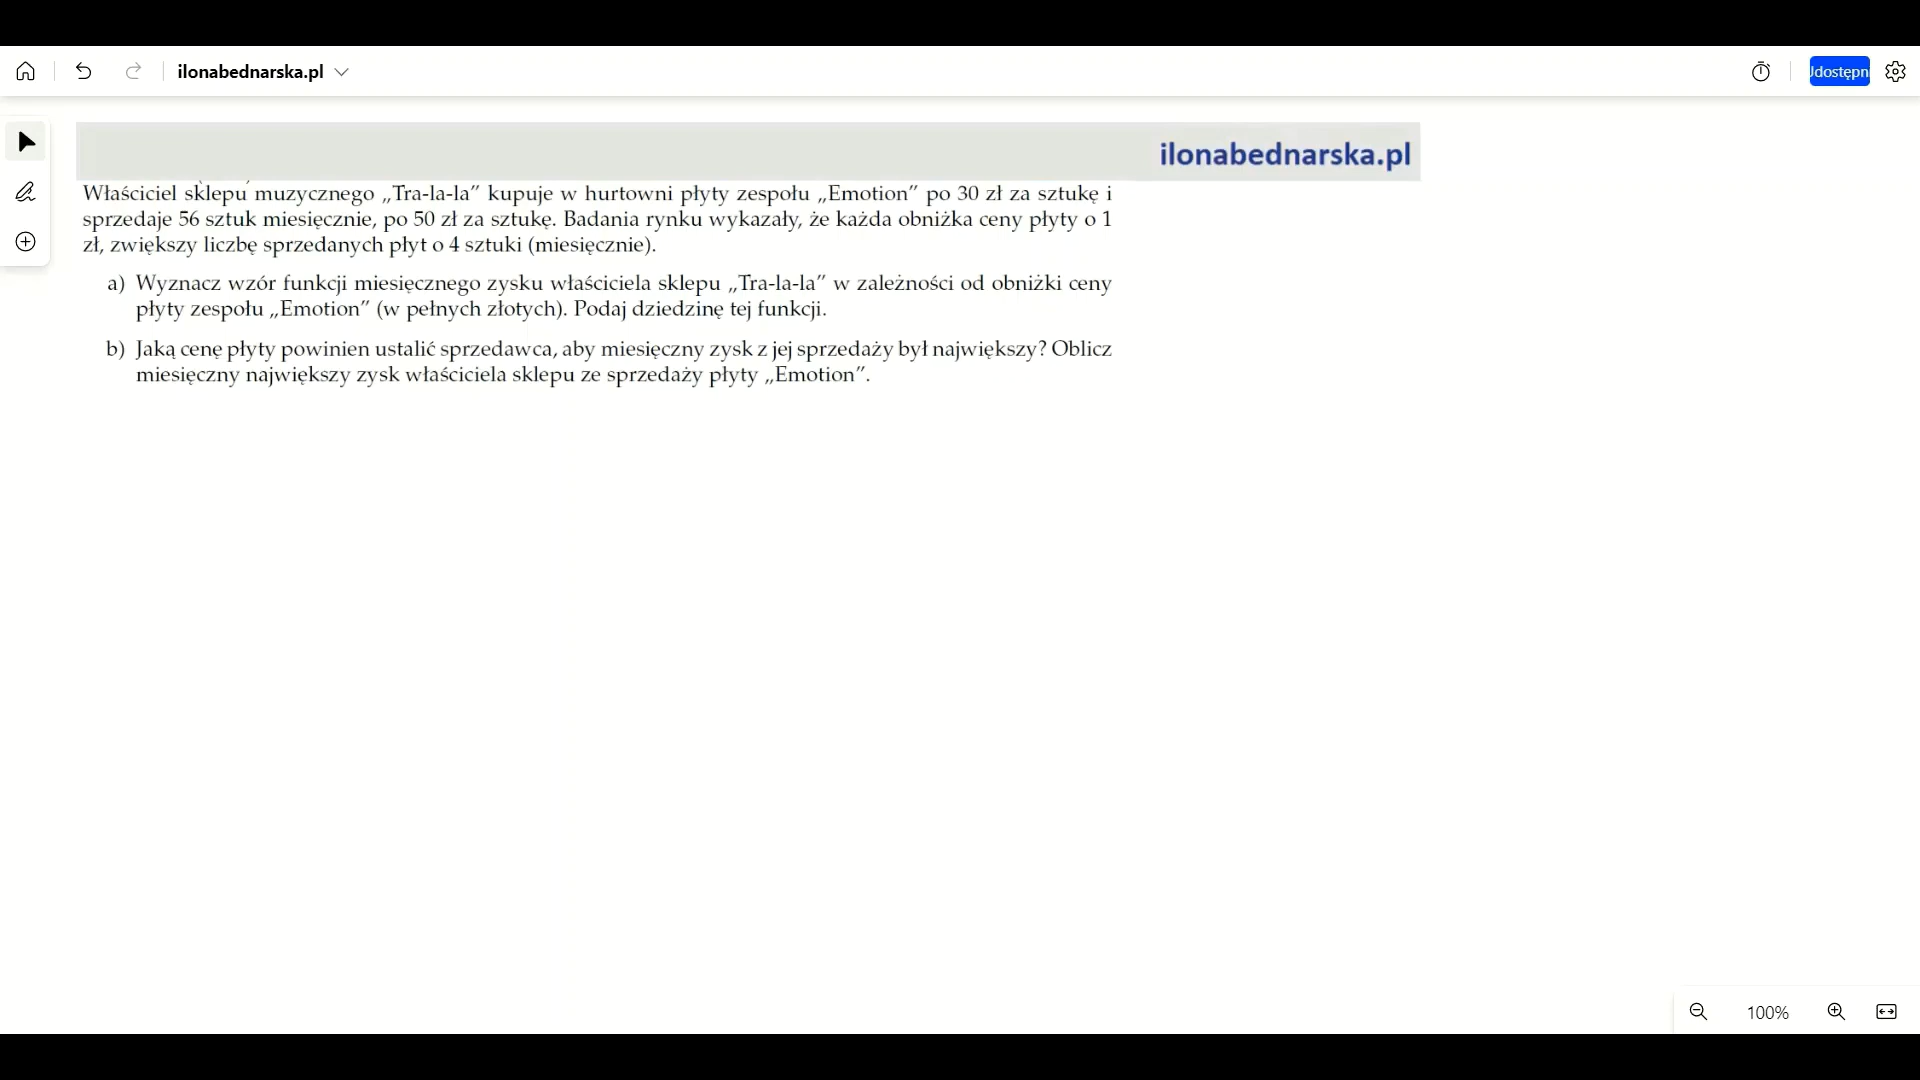 ilonabednarska.pl
ilonabednarska.pl
Właściciel sklepu muzycznego „Tra-la-la” kupuje w hurtowni płyty zespołu „Emotion” po 30 zł za sztukę i
sprzedaje 56 sztuk miesięcznie, po 50 zł za sztukę. Badania rynku wykazały, że każda obniżka ceny płyty o 1
zł, zwiększy liczbę sprzedanych płyt o 4 sztuki (miesięcznie).
a) Wyznacz wzór funkcji miesięcznego zysku właściciela sklepu „Tra-la-la” w zależności od obniżki ceny
płyty zespołu „Emotion” (w pełnych złotych). Podaj dziedzinę tej funkcji.
b) Jaką cenę płyty powinien ustalić sprzedawca, aby miesięczny zysk z jej sprzedaży był największy? Oblicz
miesięczny największy zysk właściciela sklepu ze sprzedaży płyty „Emotion”.
100%